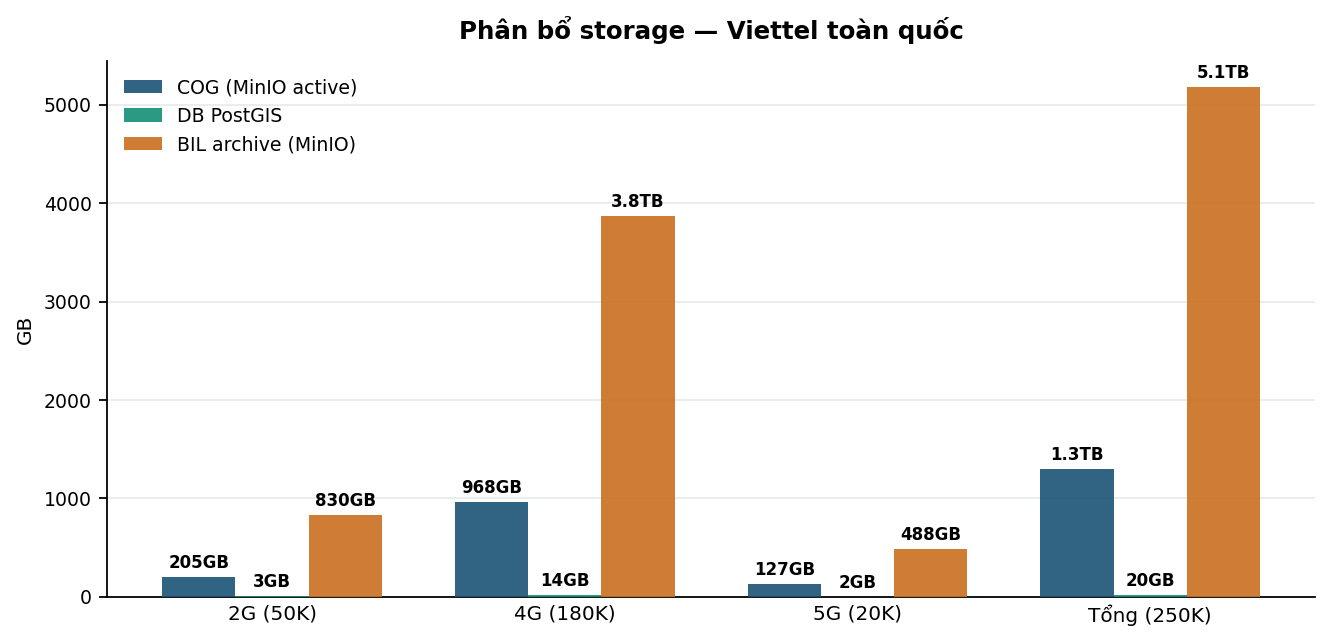 Phân bổ storage — Viettel toàn quốc
COG (MinIO active)
DB PostGIS
BIL archive (MinIO)
GB
5000
4000
3000
2000
1000
0
205GB
3GB
830GB
968GB
14GB
3.8TB
127GB
2GB
488GB
1.3TB
20GB
5.1TB
2G (50K)
4G (180K)
5G (20K)
Tổng (250K)